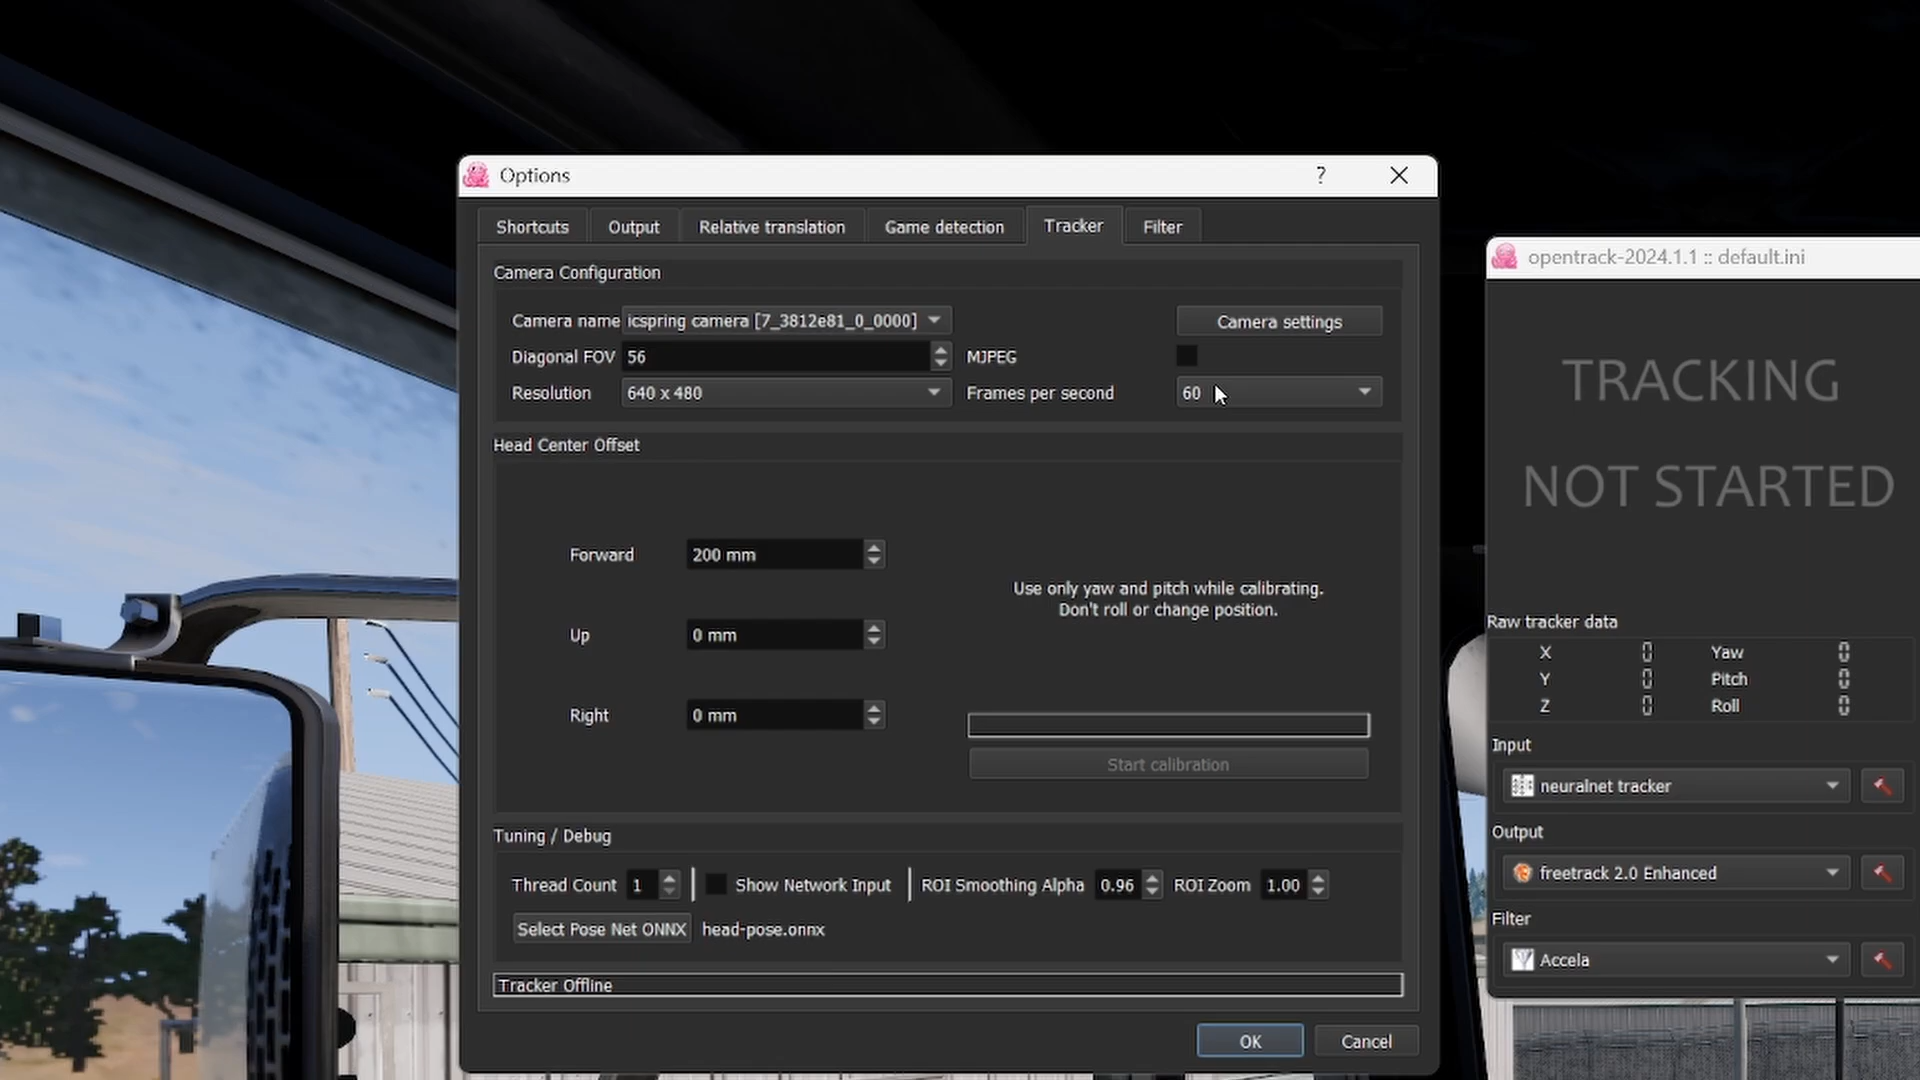 Options
?
Shortcuts
Output
Relative translation
Game detection
Tracker
Filter
Camera Configuration
Camera name icspring camera [7_3812e81_0_0000]
Camera settings
Diagonal FOV 56
MJPEG
Resolution 640 x 480
Frames per second 60
Head Center Offset
Forward 200 mm
Use only yaw and pitch while calibrating.
Don't roll or change position.
Up 0 mm
Right 0 mm
Start calibration
Tuning / Debug
Thread Count 1
Show Network Input
ROI Smoothing Alpha 0.96
ROI Zoom 1.00
Select Pose Net ONNX head-pose.onnx
Tracker Offline
OK
Cancel
opentrack-2024.1.1 :: default.ini
TRACKING
NOT STARTED
Raw tracker data
X 0 Yaw 0
Y 0 Pitch 0
Z 0 Roll 0
Input
neuralnet tracker
Output
freetrack 2.0 Enhanced
Filter
Accela